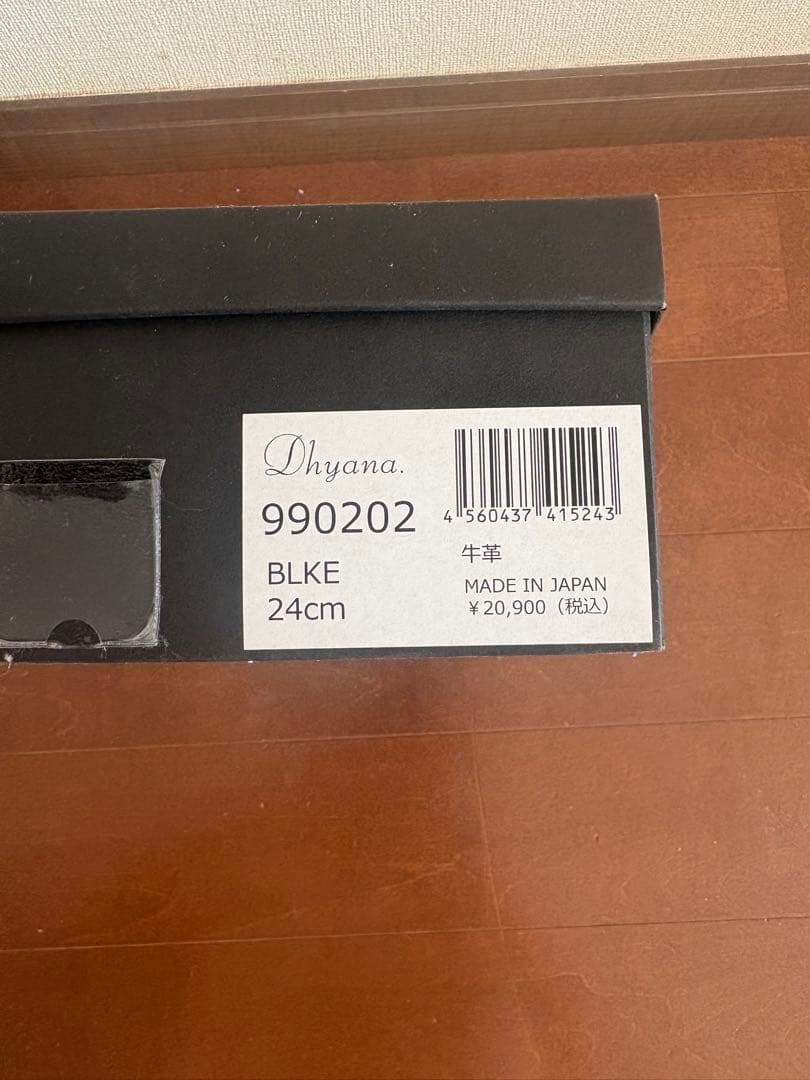 Dhyana.
990202
BLKE
24cm
4 560437 415243
牛革
MADE IN JAPAN
¥20,900（税込）